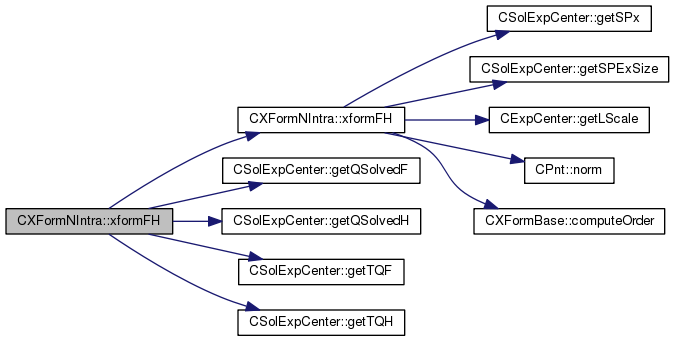 CSolExpCenter::getSPx
CSolExpCenter::getSPExSize
CXFormNIntra::xformFH
CExpCenter::getLScale
CPnt::norm
CSolExpCenter::getQSolvedF
CXFormNIntra::xformFH
CSolExpCenter::getQSolvedH
CXFormBase::computeOrder
CSolExpCenter::getTQF
CSolExpCenter::getTQH